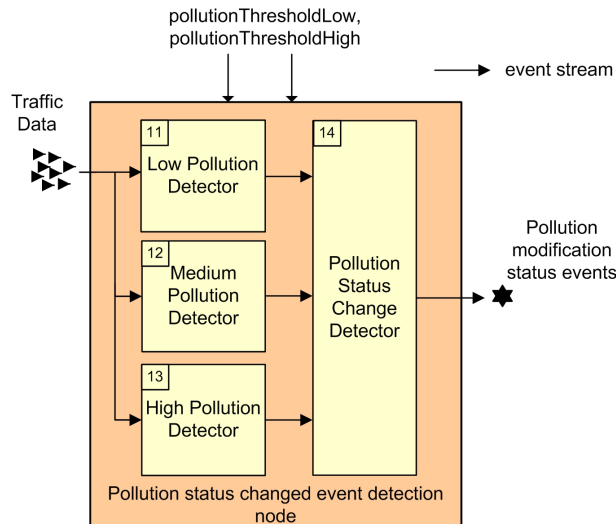 pollutionThresholdLow,
pollutionThresholdHigh
event stream
Traffic
Data
11
Low Pollution
Detector
12
Medium
Pollution
Detector
13
High Pollution
Detector
14
Pollution
Status
Change
Detector
Pollution
modification
status events
Pollution status changed event detection
node